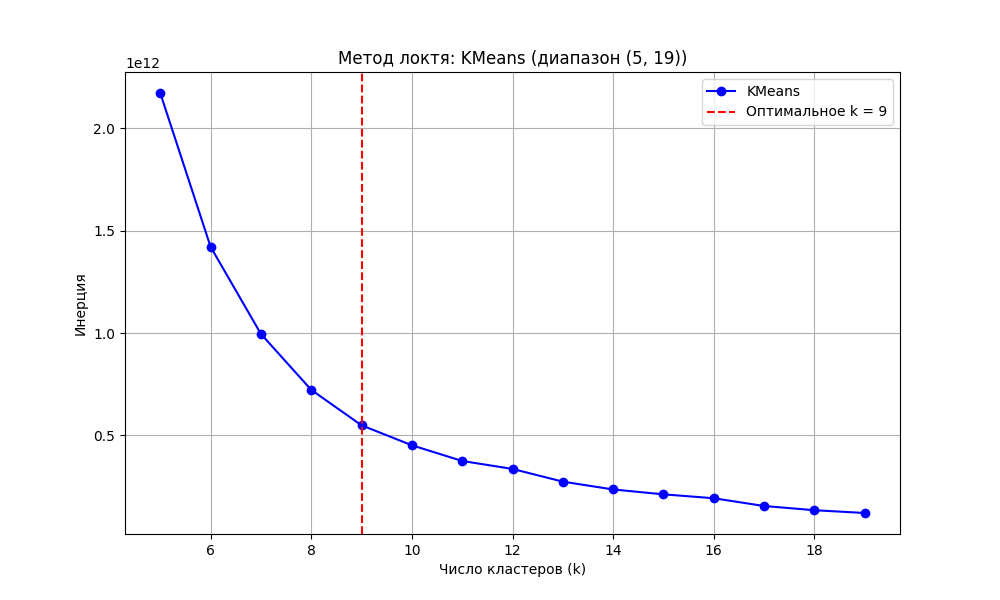 Метод локтя: KMeans (диапазон (5, 19))
1e12
KMeans
Оптимальное k = 9
2.0
1.5
1.0
0.5
Инерция
6 8 10 12 14 16 18
Число кластеров (k)